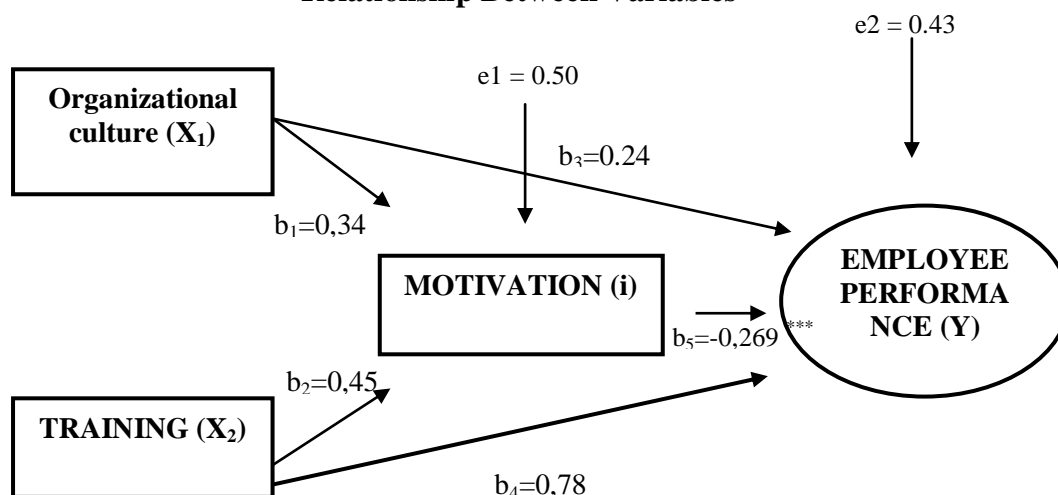 Relationship Between Variables
e2 = 0.43
e1 = 0.50
Organizational
culture (X₁)
b₃=0.24
b₁=0,34
MOTIVATION (i)
EMPLOYEE
PERFORMA
NCE (Y)
b₅=-0,269 ***
b₂=0,45
TRAINING (X₂)
b₄=0,78